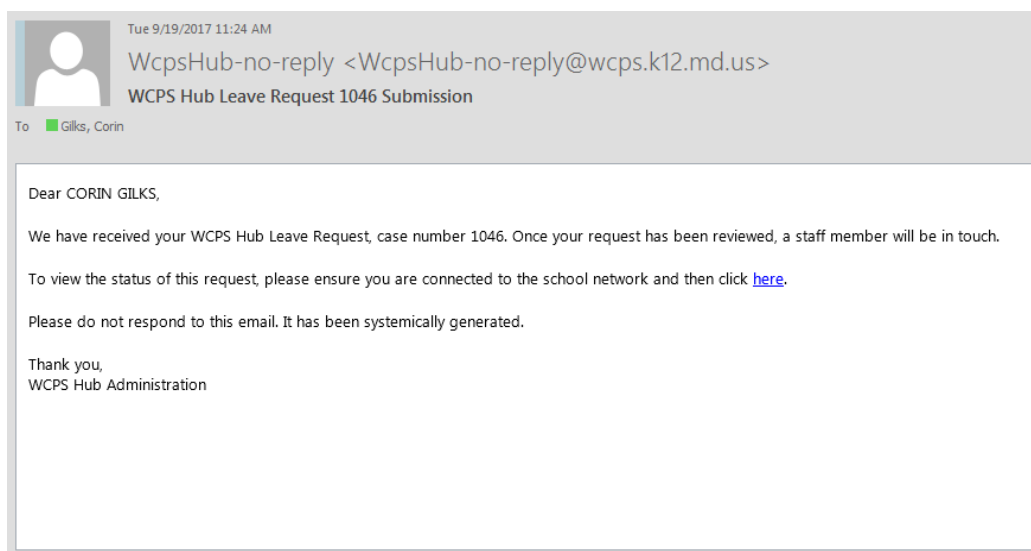 Tue 9/19/2017 11:24 AM
WcpsHub-no-reply <WcpsHub-no-reply@wcps.k12.md.us>
WCPS Hub Leave Request 1046 Submission
To Gilks, Corin
Dear CORIN GILKS,
We have received your WCPS Hub Leave Request, case number 1046. Once your request has been reviewed, a staff member will be in touch.
To view the status of this request, please ensure you are connected to the school network and then click here.
Please do not respond to this email. It has been systemically generated.
Thank you,
WCPS Hub Administration